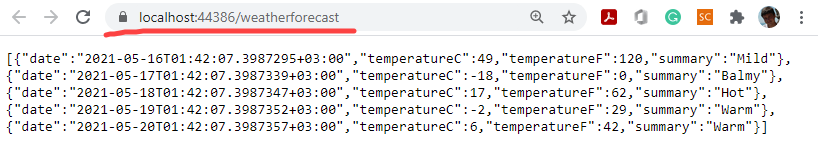 localhost:44386/weatherforecast
SC
[{"date":"2021-05-16T01:42:07.3987295+03:00","temperatureC":49,"temperatureF":120,"summary":"Mild"},
{"date":"2021-05-17T01:42:07.3987339+03:00","temperatureC":-18,"temperatureF":0,"summary":"Balmy"},
{"date":"2021-05-18T01:42:07.3987347+03:00","temperatureC":17,"temperatureF":62,"summary":"Hot"},
{"date":"2021-05-19T01:42:07.3987352+03:00","temperatureC":-2,"temperatureF":29,"summary":"Warm"},
{"date":"2021-05-20T01:42:07.3987357+03:00","temperatureC":6,"temperatureF":42,"summary":"Warm"}]